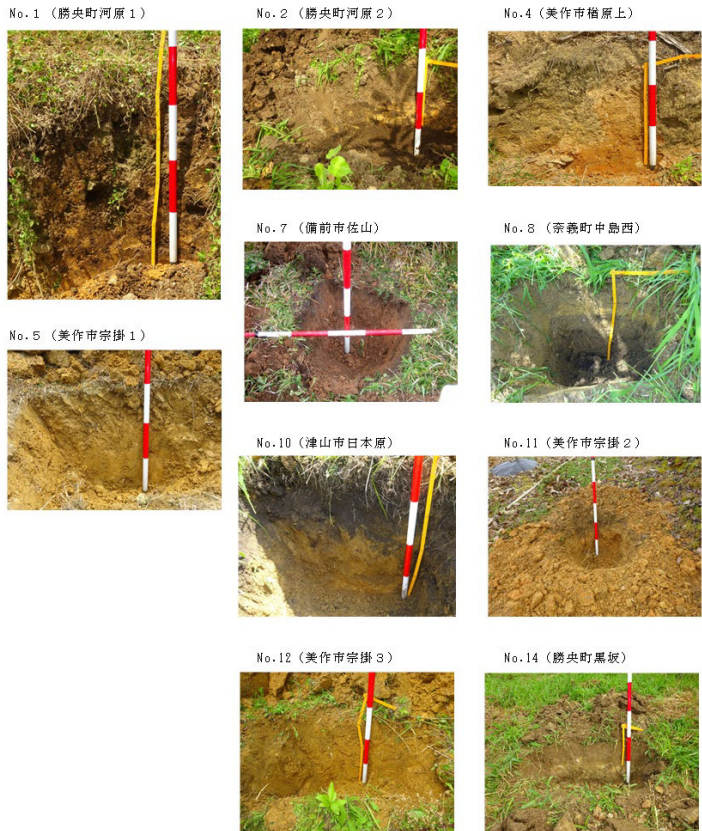 No.1（勝央町河原１）
No.2（勝央町河原２）
No.4(美作市楢原上)
No.7（備前市佐山）
No.8（奈義町中島西）
No.5（美作市宗掛１）
No.10（津山市日本原）
No.11（美作市宗掛２）
No.12（美作市宗掛３）
No.14（勝央町黒坂）